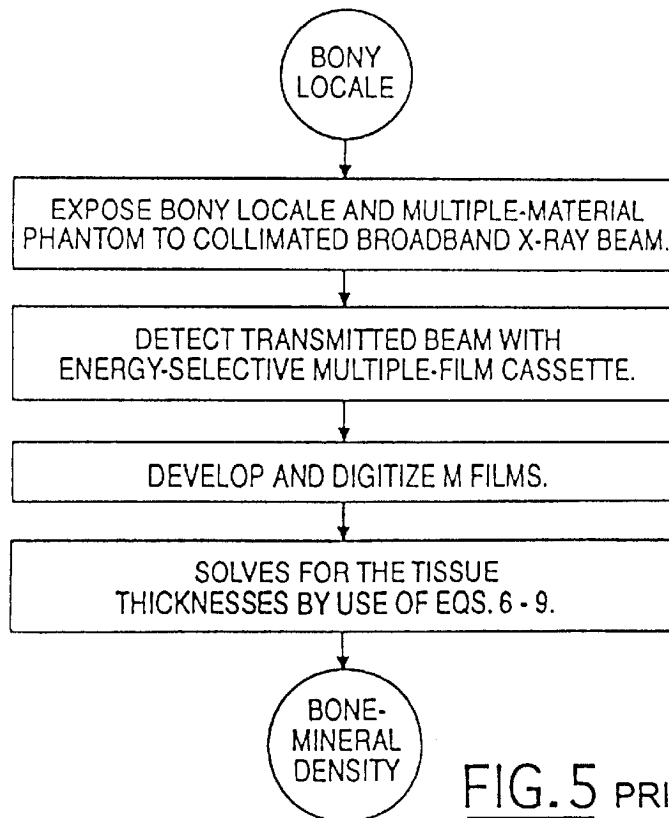 BONY
LOCALE
EXPOSE BONY LOCALE AND MULTIPLE-MATERIAL
PHANTOM TO COLLIMATED BROADBAND X-RAY BEAM.
DETECT TRANSMITTED BEAM WITH
ENERGY-SELECTIVE MULTIPLE-FILM CASSETTE.
DEVELOP AND DIGITIZE M FILMS.
SOLVES FOR THE TISSUE
THICKNESSES BY USE OF EQS. 6 - 9.
BONE-
MINERAL
DENSITY
FIG. 5 PRI